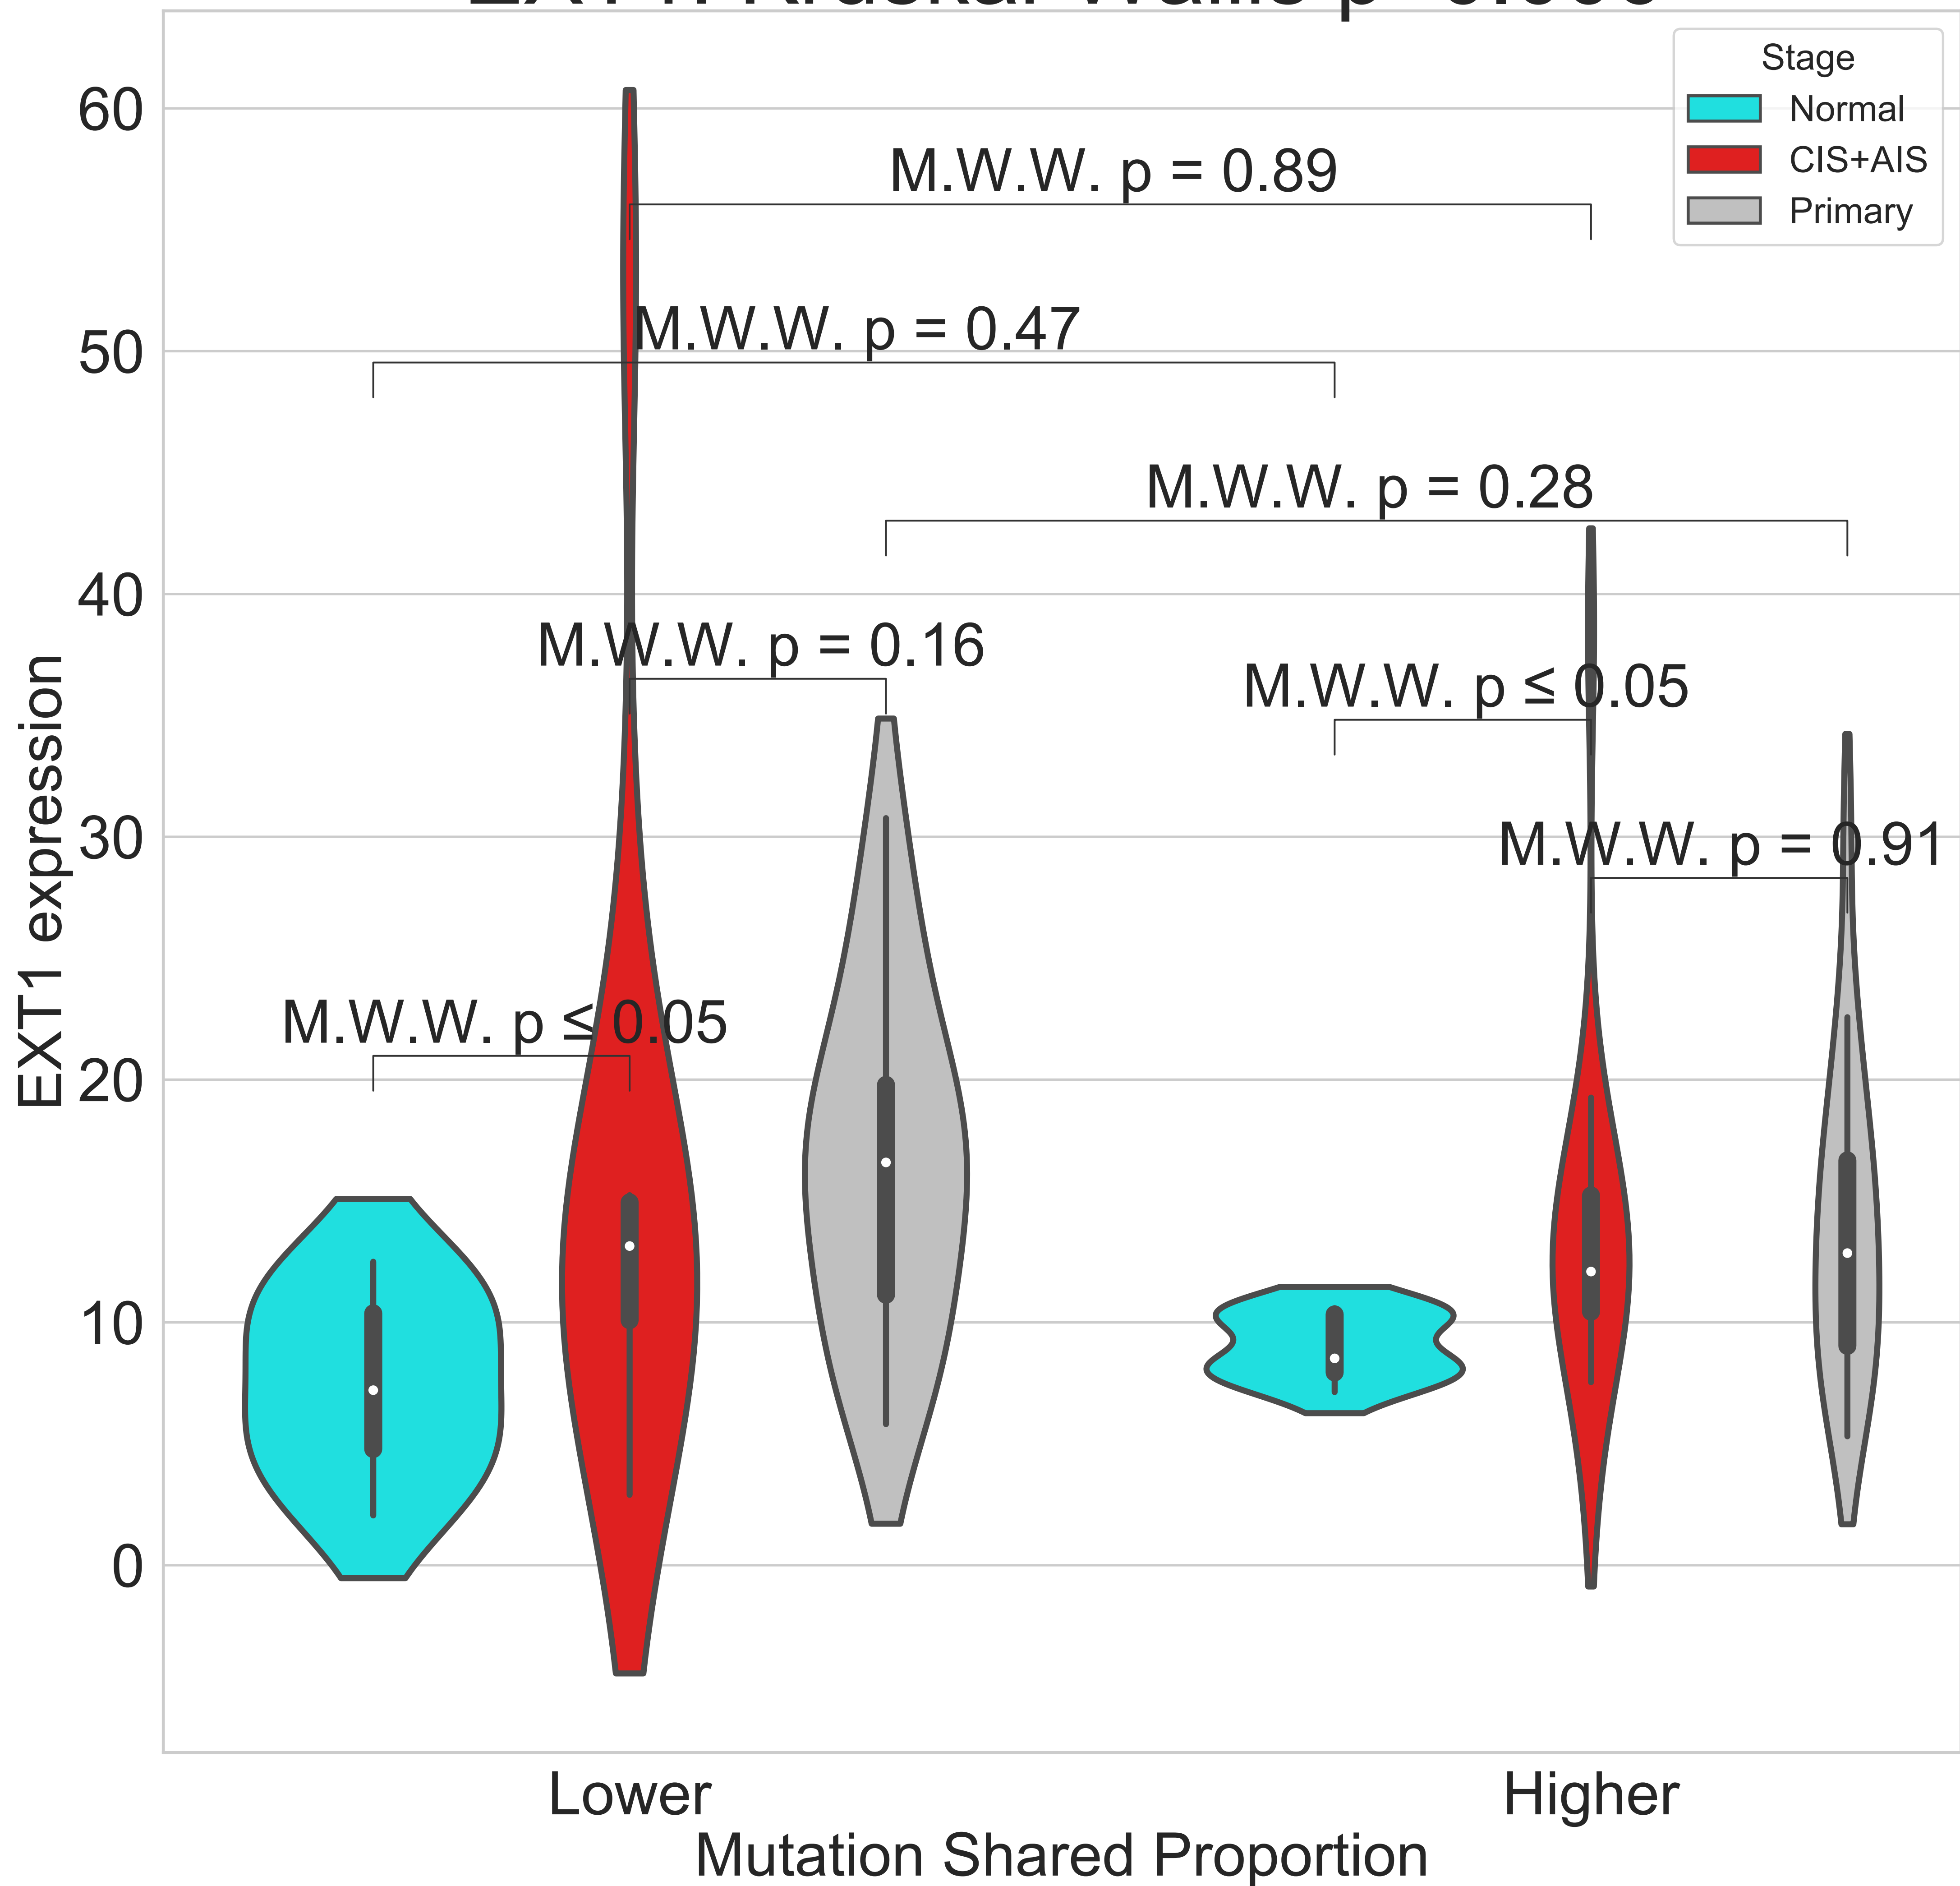 Stage
Normal
CIS+AIS
Primary
60
50
40
30
20
10
0
EXT1 expression
M.W.W. p = 0.89
M.W.W. p = 0.47
M.W.W. p = 0.28
M.W.W. p = 0.16
M.W.W. p ≤ 0.05
M.W.W. p = 0.91
M.W.W. p ≤ 0.05
Lower
Higher
Mutation Shared Proportion